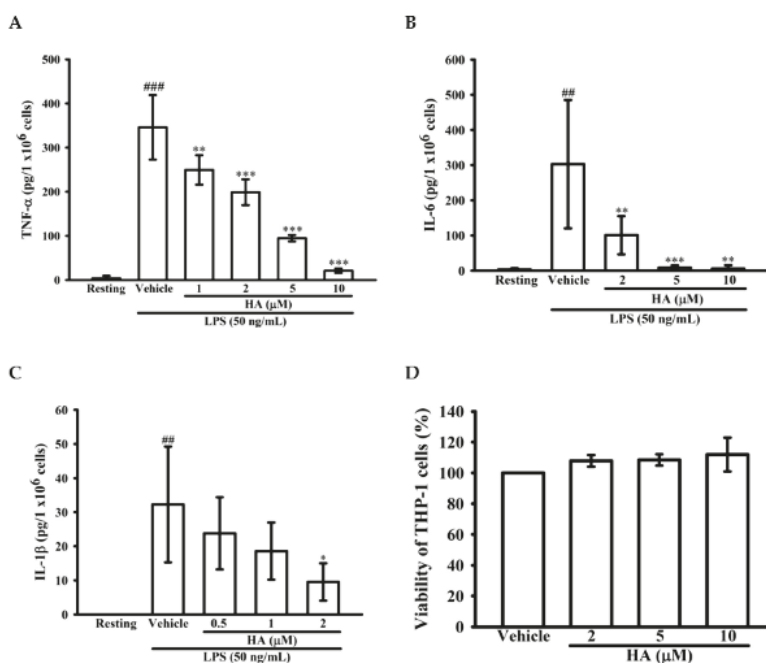 A
TNF-α (pg/1 x10⁶ cells)
500
400
300
200
100
0
###
**
***
***
***
Resting Vehicle 1 2 5 10
HA (μM)
LPS (50 ng/mL)
B
IL-6 (pg/1 x10⁶ cells)
600
500
400
300
200
100
0
##
**
***
**
Resting Vehicle 2 5 10
HA (μM)
LPS (50 ng/mL)
C
IL-1β (pg/1 x10⁶ cells)
60
50
40
30
20
10
0
##
*
Resting Vehicle 0.5 1 2
HA (μM)
LPS (50 ng/mL)
D
Viability of THP-1 cells (%)
140
120
100
80
60
40
20
0
Vehicle 2 5 10
HA (μM)